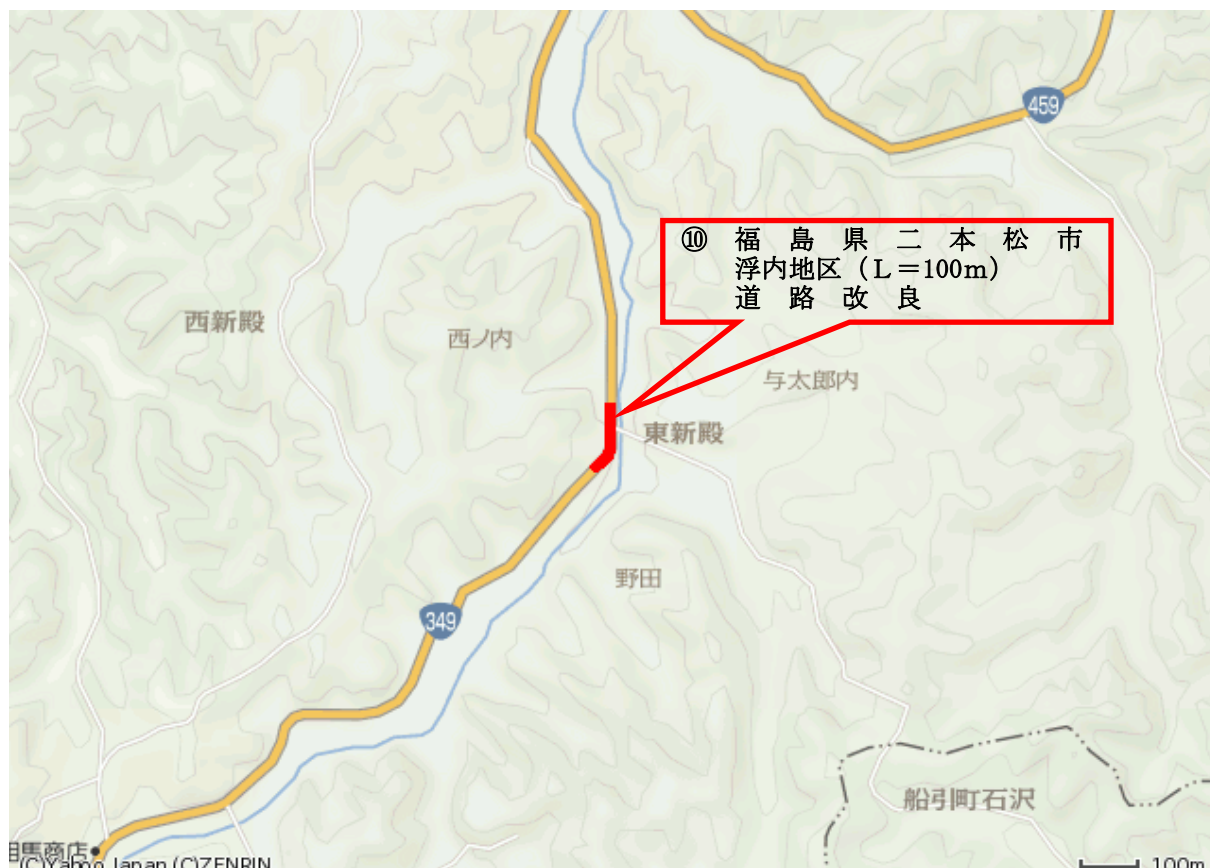 459
⑩ 福島県二本松市
浮内地区（L＝100m）
道路改良
西新殿
西ノ内
与太郎内
東新殿
野田
349
船引町石沢
馬商店
(C)Yahoo Japan (C)ZENRIN
100m